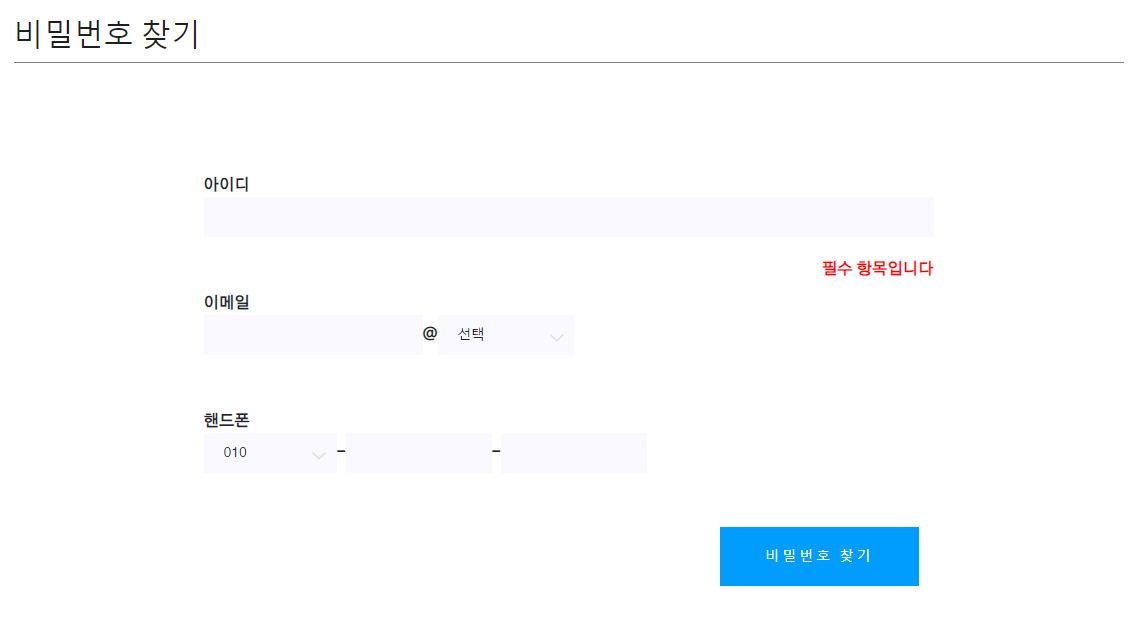 비밀번호 찾기
아이디
필수 항목입니다
이메일
@ 선택
핸드폰
010 - -
비밀번호 찾기